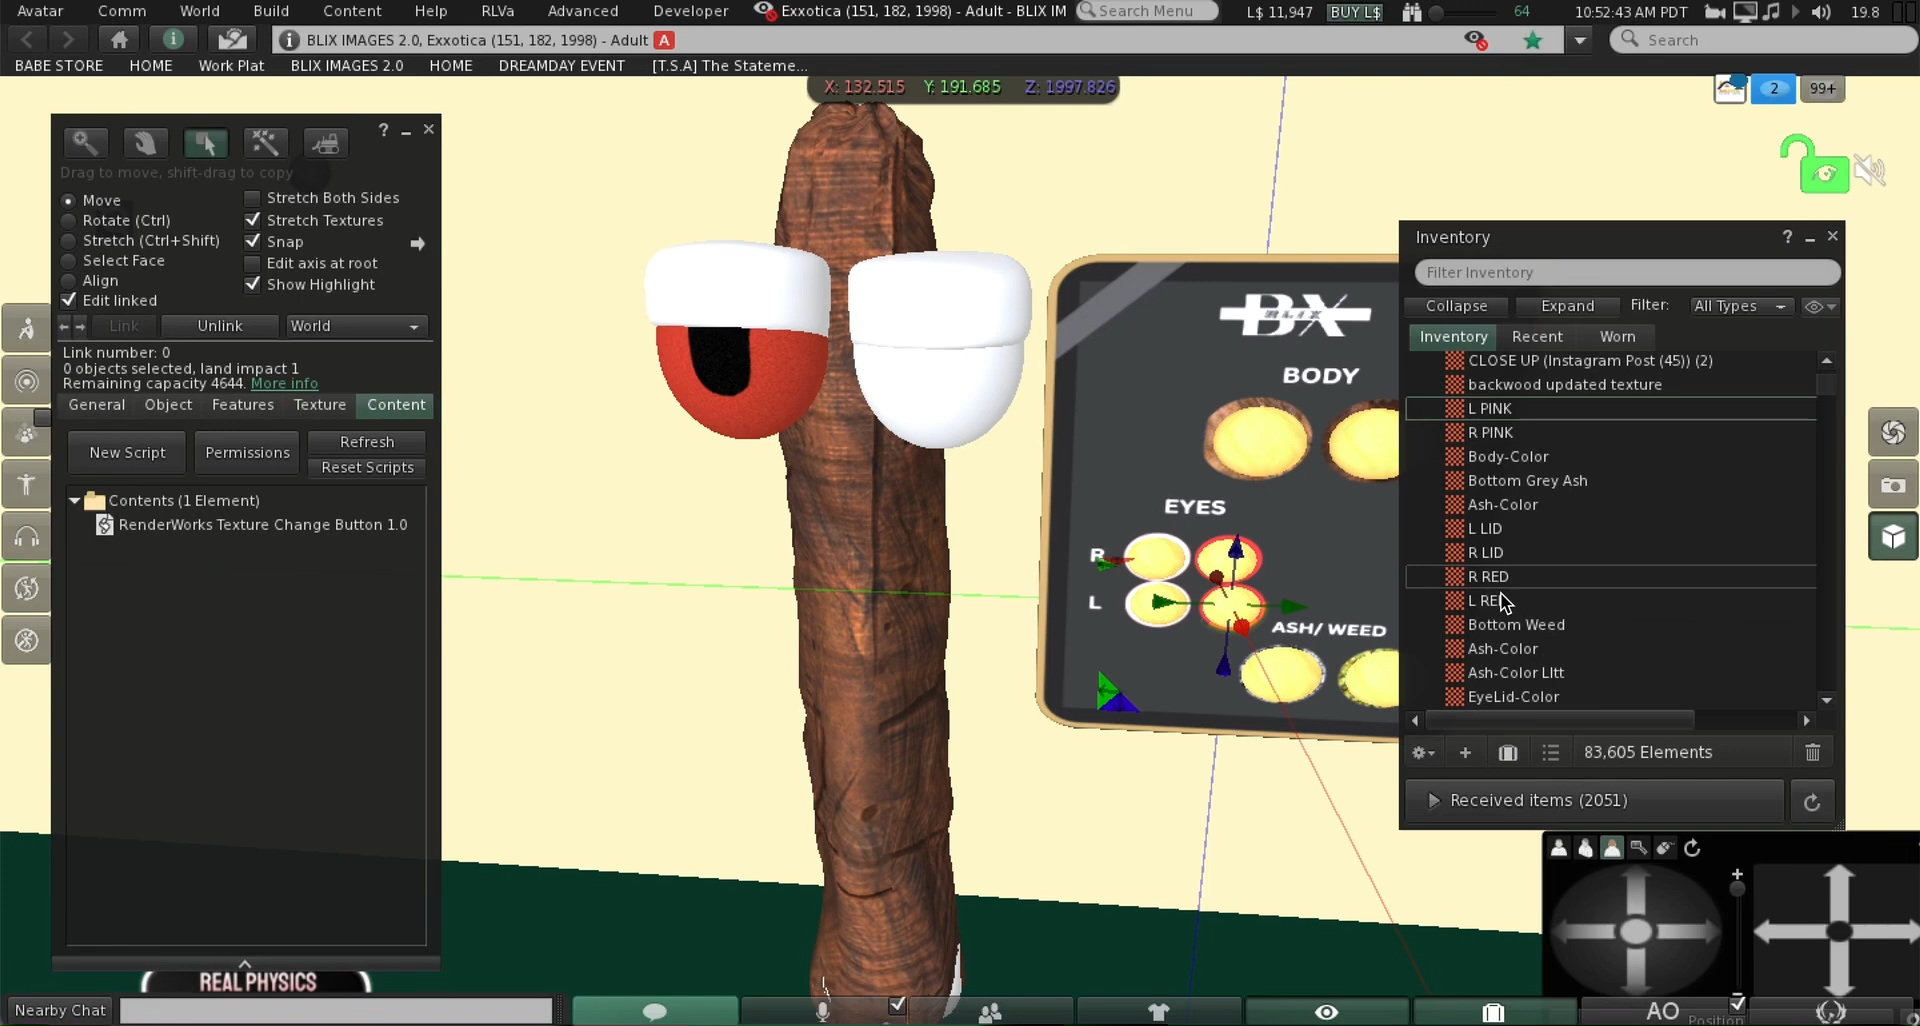 Avatar Comm World Build Content Help RLVa Advanced Developer Exxotica (151, 182, 1998) - Adult - BLIX IM Search Menu L$ 11,947 BUY L$ 64 10:52:43 AM PDT 19.8
BLIX IMAGES 2.0, Exxotica (151, 182, 1998) - Adult A Search
BABE STORE HOME Work Plat BLIX IMAGES 2.0 HOME DREAMDAY EVENT [T.S.A] The Stateme...
X: 132.515 Y: 191.685 Z: 1997.826
2 99+
Drag to move, shift-drag to copy
Move
Rotate (Ctrl)
Stretch (Ctrl+Shift)
Select Face
Align
Edit linked
Stretch Both Sides
Stretch Textures
Snap
Edit axis at root
Show Highlight
Link Unlink World
Link number: 0
0 objects selected, land impact 1
Remaining capacity 4644. More info
General Object Features Texture Content
New Script Permissions Refresh
Reset Scripts
Contents (1 Element)
RenderWorks Texture Change Button 1.0
REAL PHYSICS
BX
BLIX
BODY
EYES
R
L
ASH/ WEED
Inventory
Filter Inventory
Collapse Expand Filter: All Types
Inventory Recent Worn
CLOSE UP (Instagram Post (45)) (2)
backwood updated texture
L PINK
R PINK
Body-Color
Bottom Grey Ash
Ash-Color
L LID
R LID
R RED
L RED
Bottom Weed
Ash-Color
Ash-Color LItt
EyeLid-Color
83,605 Elements
Received items (2051)
Nearby Chat
AO
Position